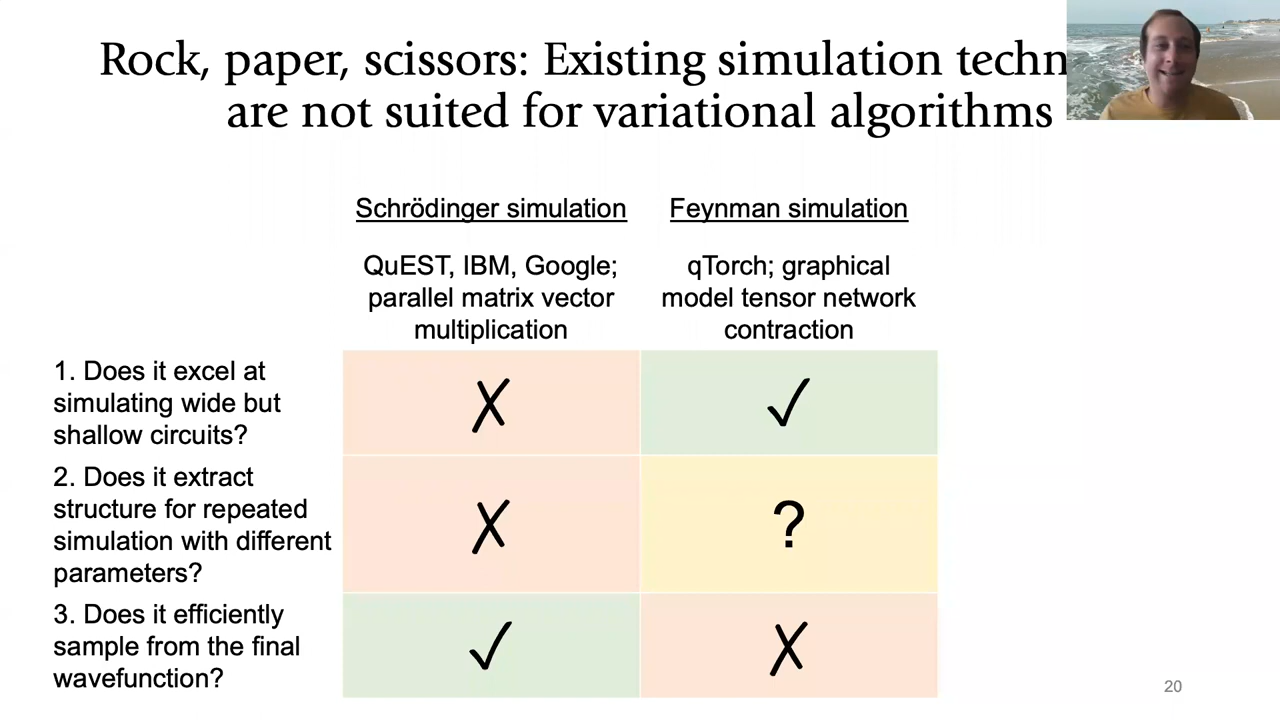 Rock, paper, scissors: Existing simulation techn
are not suited for variational algorithms
Schrödinger simulation
Feynman simulation
QuEST, IBM, Google;
parallel matrix vector
multiplication
qTorch; graphical
model tensor network
contraction
1. Does it excel at
simulating wide but
shallow circuits?
✗
✓
2. Does it extract
structure for repeated
simulation with different
parameters?
✗
?
3. Does it efficiently
sample from the final
wavefunction?
✓
✗
20